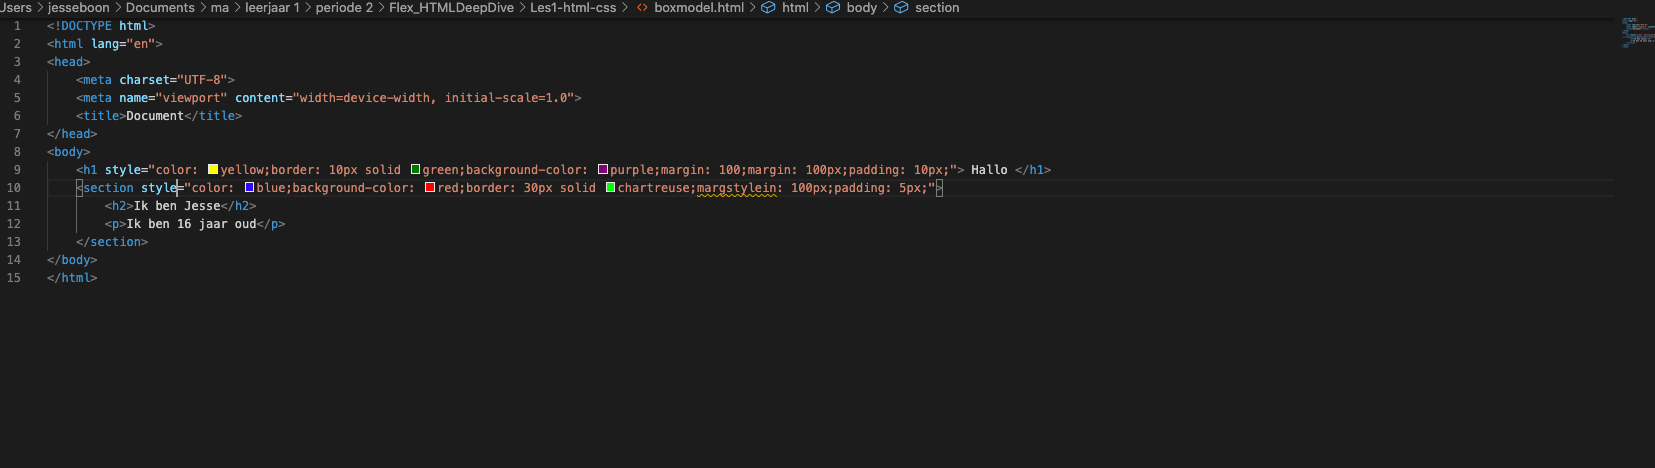 Users > jesseboon > Documents > ma > leerjaar 1 > periode 2 > Flex_HTMLDeepDive > Les1-html-css > <> boxmodel.html > html > body > section
1 <!DOCTYPE html>
2 <html lang="en">
3 <head>
4     <meta charset="UTF-8">
5     <meta name="viewport" content="width=device-width, initial-scale=1.0">
6     <title>Document</title>
7 </head>
8 <body>
9     <h1 style="color: yellow;border: 10px solid green;background-color: purple;margin: 100;margin: 100px;padding: 10px;"> Hallo </h1>
10     <section style="color: blue;background-color: red;border: 30px solid chartreuse;margstylein: 100px;padding: 5px;">
11         <h2>Ik ben Jesse</h2>
12         <p>Ik ben 16 jaar oud</p>
13     </section>
14 </body>
15 </html>